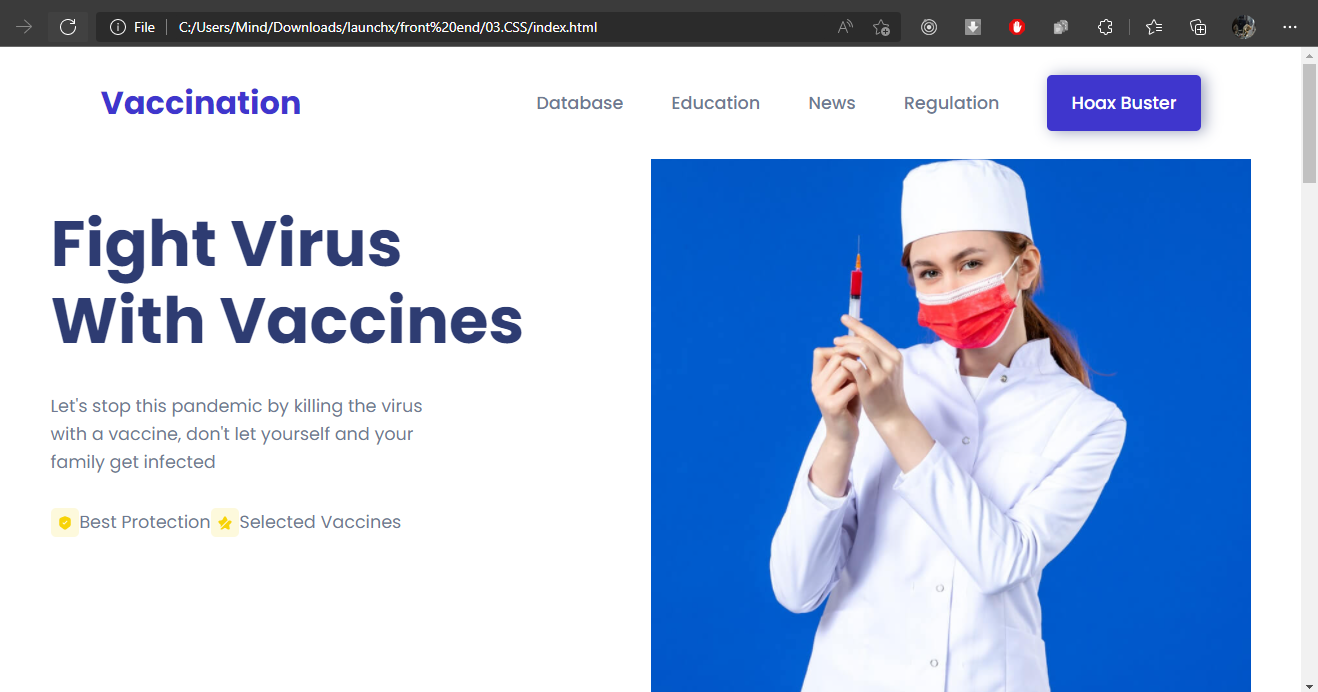 File
C:/Users/Mind/Downloads/launchx/front%20end/03.CSS/index.html
Vaccination
Database
Education
News
Regulation
Hoax Buster
Fight Virus
With Vaccines
Let's stop this pandemic by killing the virus
with a vaccine, don't let yourself and your
family get infected
Best Protection
Selected Vaccines